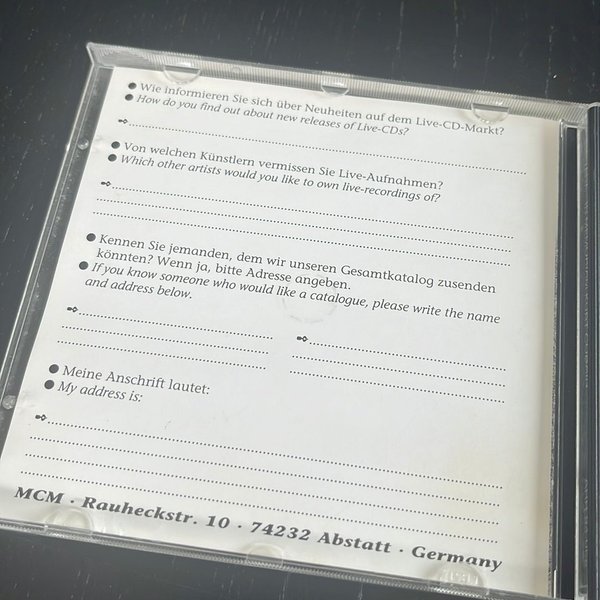 ● Wie informieren Sie sich über Neuheiten auf dem Live-CD-Markt?
● How do you find out about new releases of Live-CDs?
● Von welchen Künstlern vermissen Sie Live-Aufnahmen?
● Which other artists would you like to own live-recordings of?
● Kennen Sie jemanden, dem wir unseren Gesamtkatalog zusenden
könnten? Wenn ja, bitte Adresse angeben.
● If you know someone who would like a catalogue, please write the name
and address below.
● Meine Anschrift lautet:
● My address is:
MCM · Rauheckstr. 10 · 74232 Abstatt · Germany